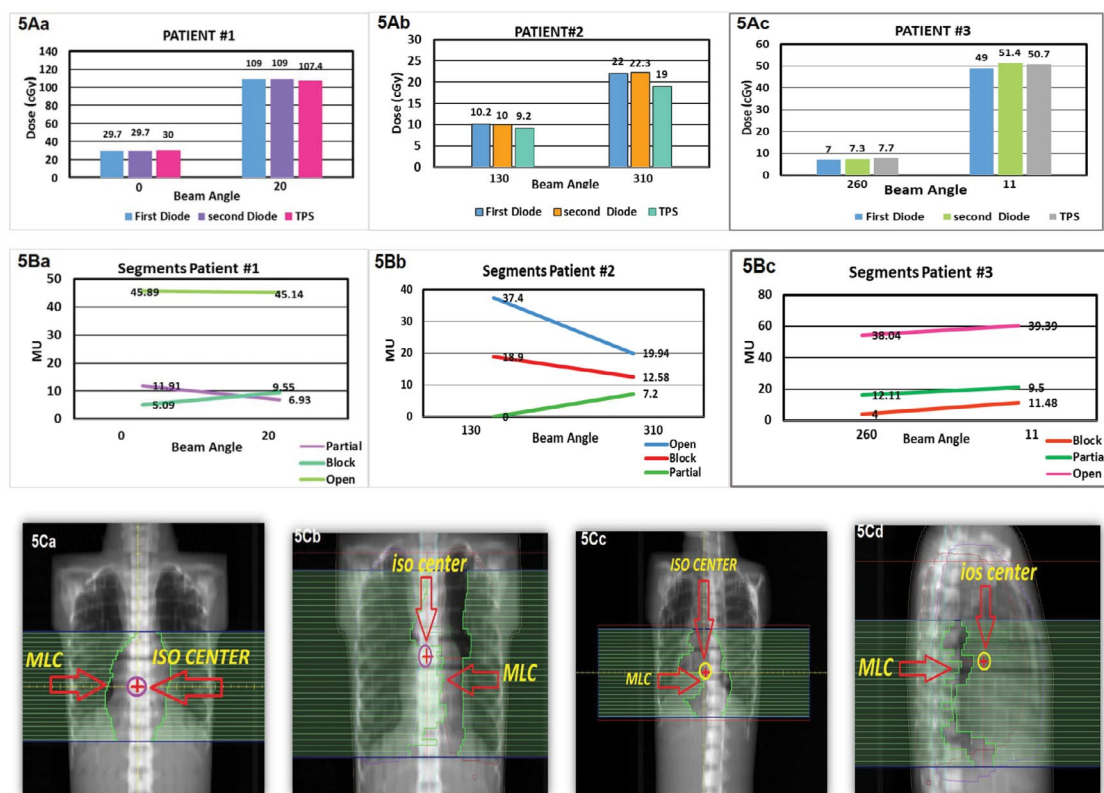 5Aa
PATIENT #1
Dose (cGy)
140
120
100
80
60
40
20
0
29.7 29.7 30
109 109 107.4
0 20
Beam Angle
First Diode second Diode TPS
5Ab
PATIENT#2
Dose (cGy)
30
25
20
15
10
5
0
10.2 10 9.2
22 22.3 19
130 310
Beam Angle
First Diode second Diode TPS
5Ac
PATIENT #3
Dose (cGy)
60
50
40
30
20
10
0
7 7.3 7.7
49 51.4 50.7
260 11
Beam Angle
First Diode second Diode TPS
5Ba
Segments Patient #1
MU
50
40
30
20
10
0
45.89 45.14
11.91 9.55
5.09 6.93
0 20
Beam Angle
Partial
Block
Open
5Bb
Segments Patient #2
MU
40
30
20
10
0
37.4
18.9 19.94
12.58
7.2
0
130 310
Beam Angle
Open
Block
Partial
5Bc
Segments Patient #3
MU
80
60
40
20
0
38.04 39.39
12.11 9.5
4 11.48
260 11
Beam Angle
Block
Partial
Open
5Ca
MLC
ISO CENTER
5Cb
iso center
MLC
5Cc
ISO CENTER
MLC
5Cd
ios center
MLC